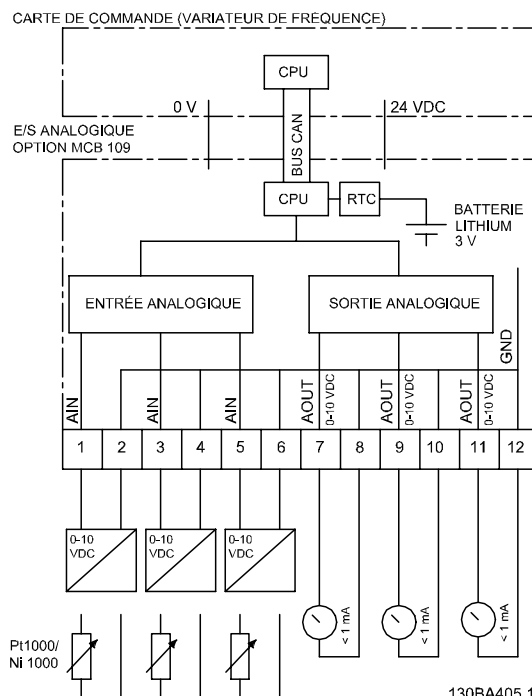 CARTE DE COMMANDE (VARIATEUR DE FRÉQUENCE)
CPU
0 V
24 VDC
BUS CAN
E/S ANALOGIQUE
OPTION MCB 109
CPU
RTC
BATTERIE
LITHIUM
3 V
ENTRÉE ANALOGIQUE
SORTIE ANALOGIQUE
AIN
AIN
AIN
AOUT
0-10 VDC
AOUT
0-10 VDC
AOUT
0-10 VDC
GND
1 2 3 4 5 6 7 8 9 10 11 12
0-10
VDC
0-10
VDC
0-10
VDC
< 1 mA
< 1 mA
< 1 mA
Pt1000/
Ni 1000